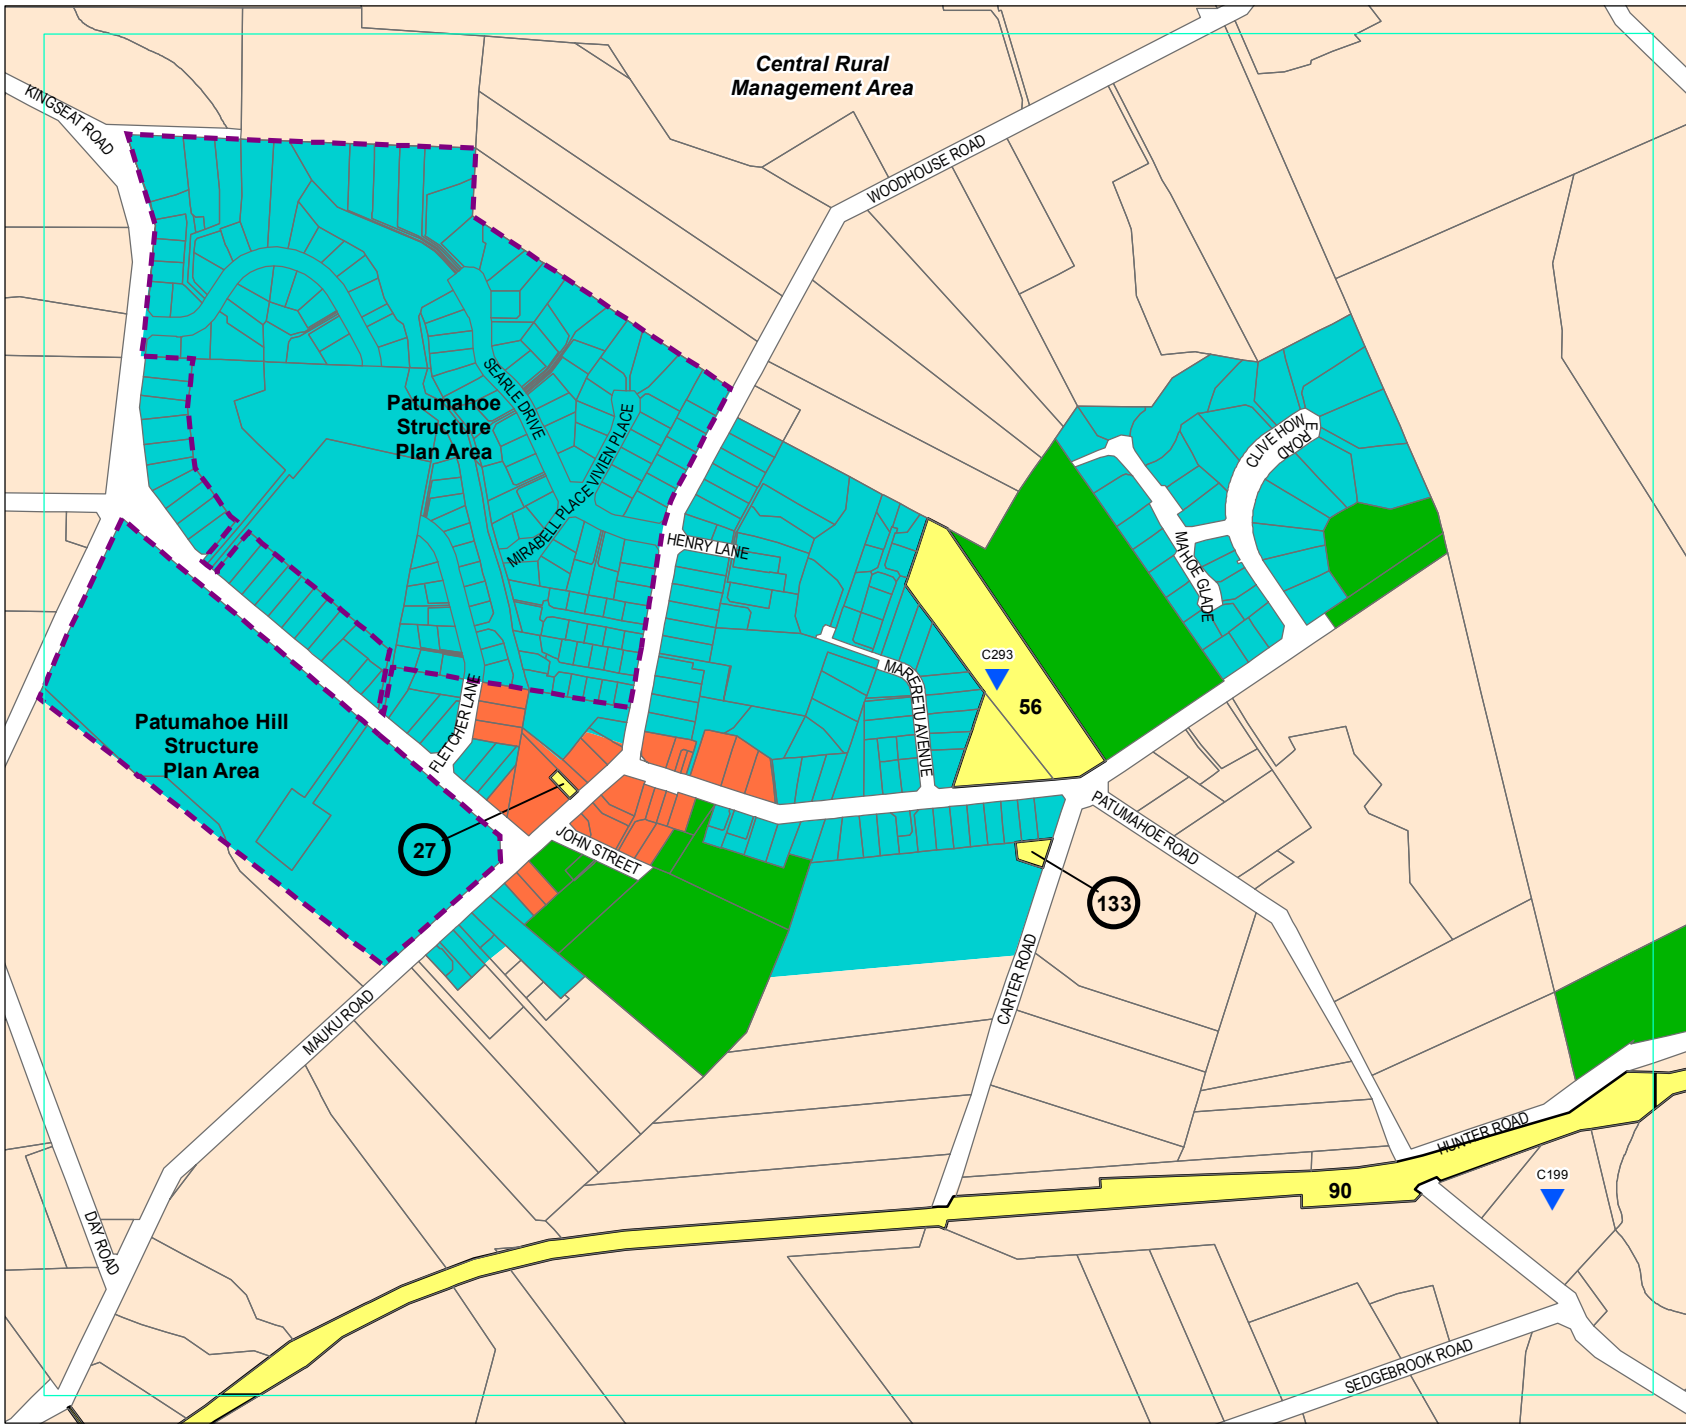 Central Rural
Management Area
KINGSEAT ROAD
WOODHOUSE ROAD
SEARLE DRIVE
Patumahoe
Structure
Plan Area
MIRABELL PLACE
VIVIEN PLACE
CLIVE HOWE ROAD
HENRY LANE
MAHOE GLADE
C293
MARERETU AVENUE
56
Patumahoe Hill
Structure
Plan Area
FLETCHER LANE
PATUMAHOE ROAD
JOHN STREET
27
133
CARTER ROAD
MAUKU ROAD
HUNTER ROAD
C199
90
DAY ROAD
SEDGEBROOK ROAD